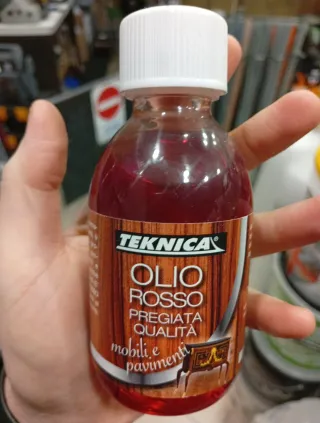 TEKNICA
OLIO
ROSSO
PREGIATA
QUALITÀ
mobili e
pavimenti